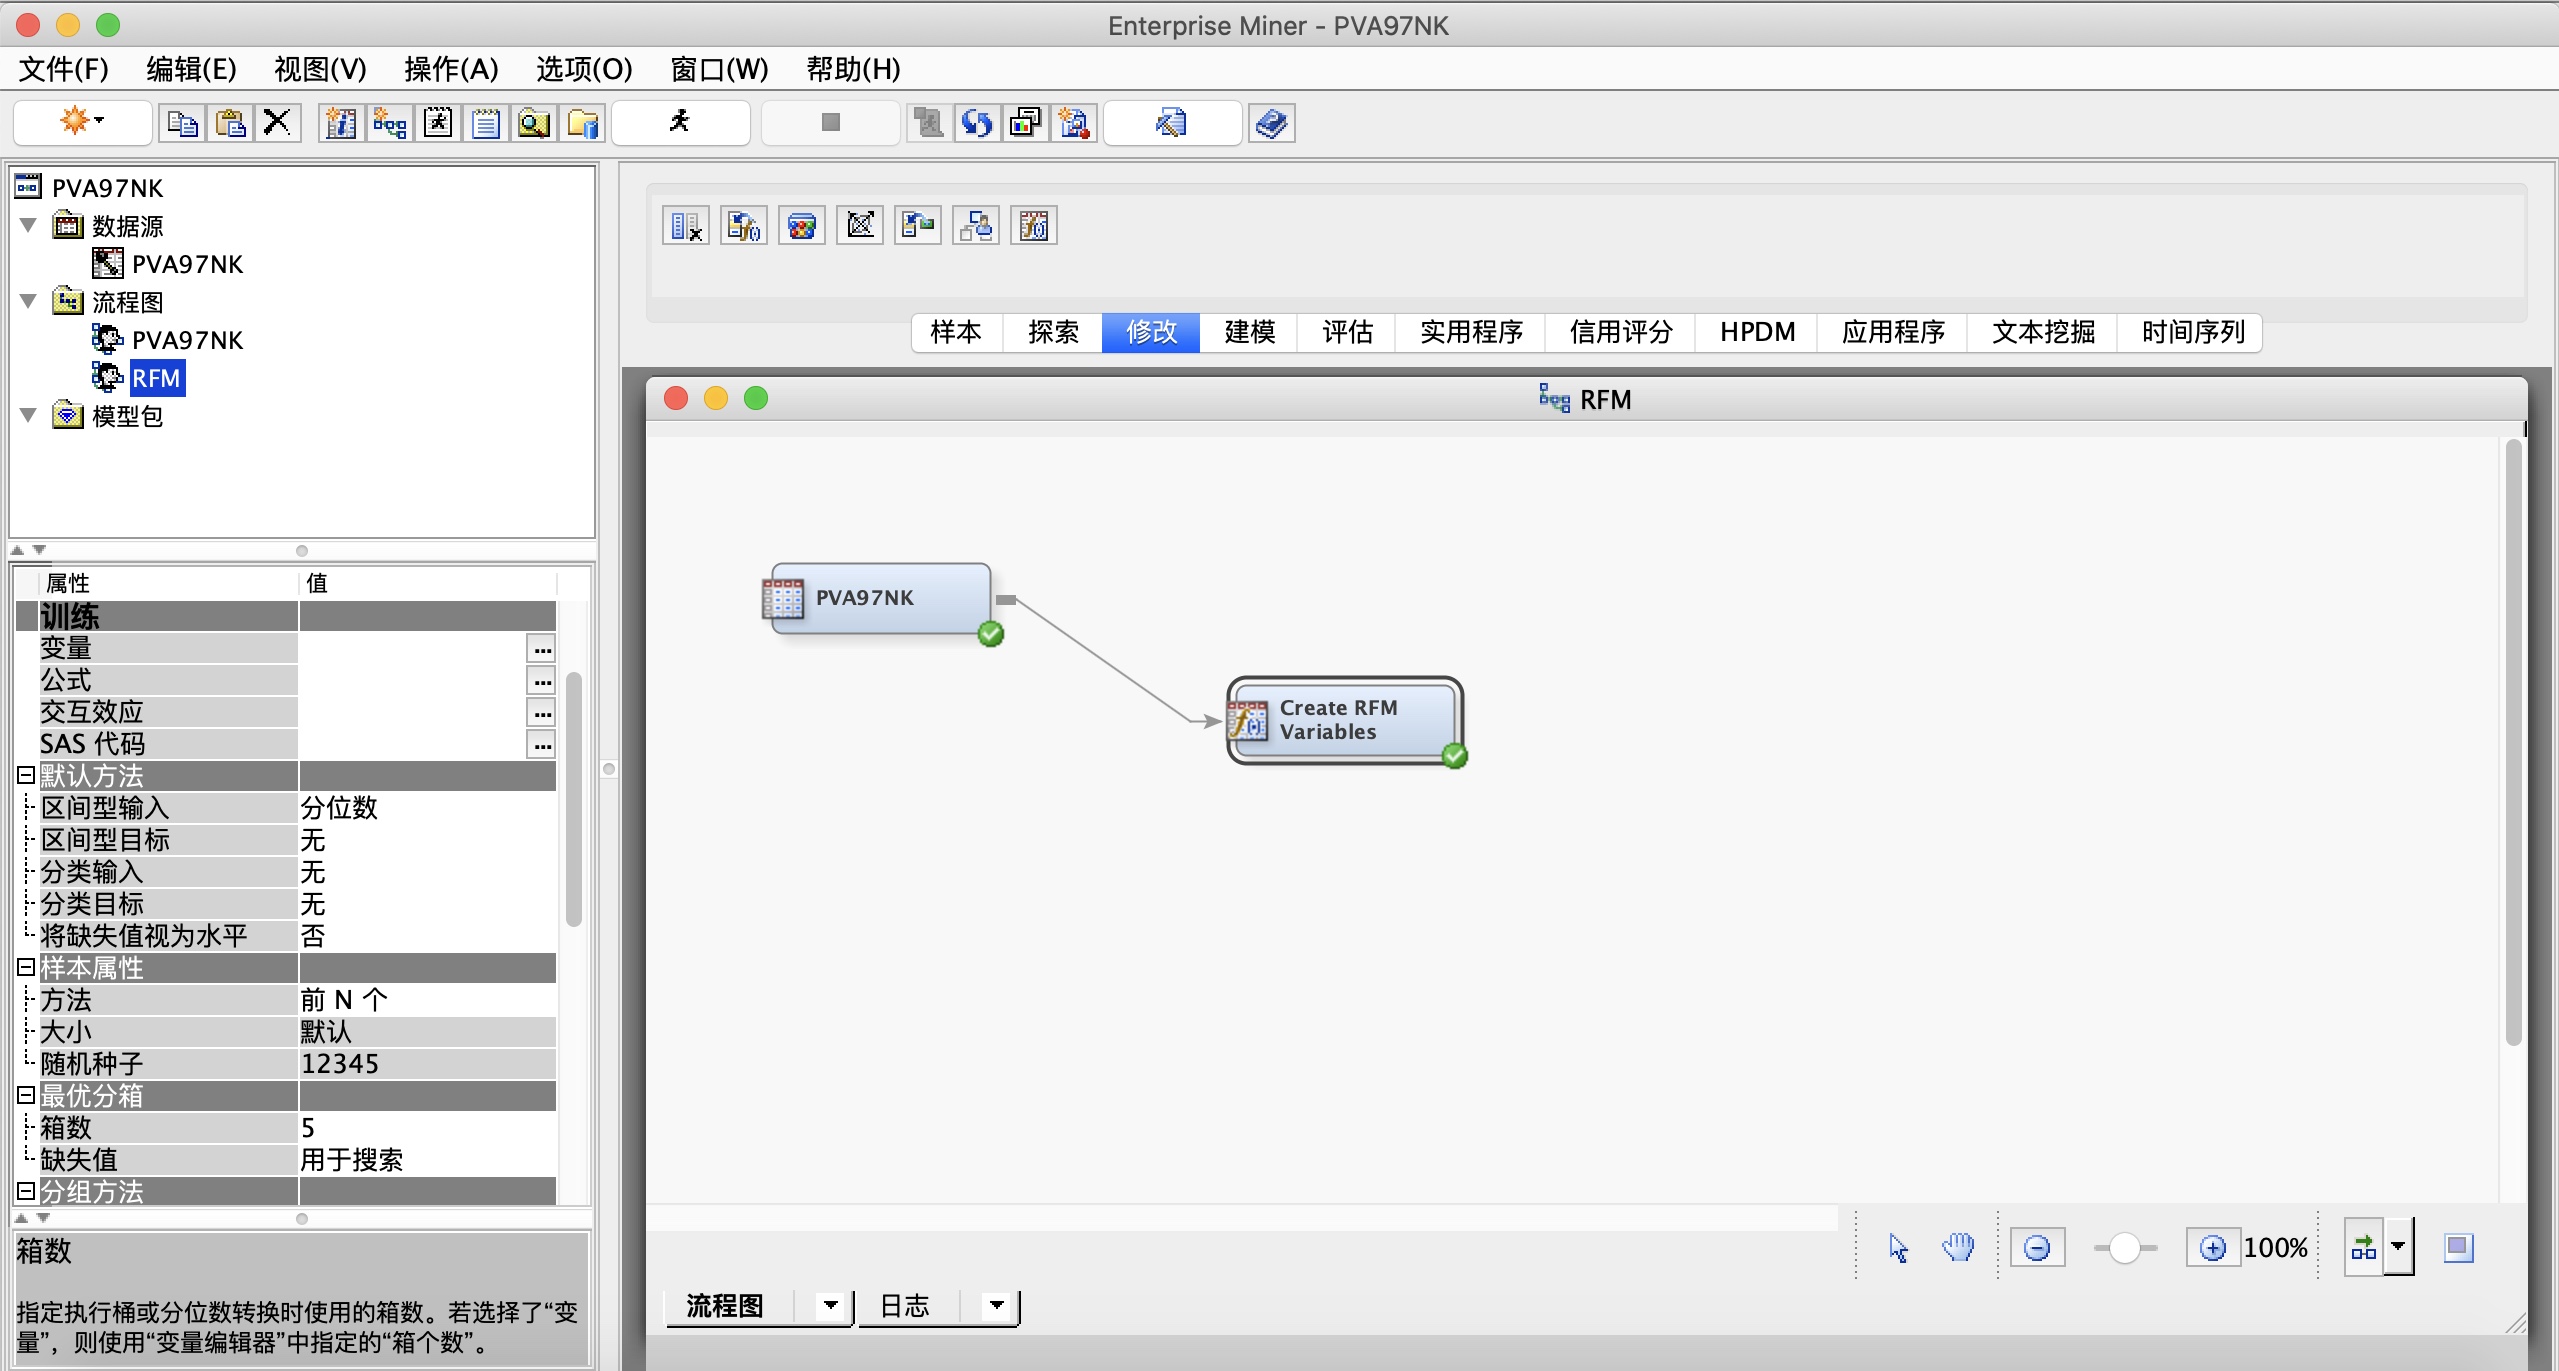 Enterprise Miner - PVA97NK
文件(F) 编辑(E) 视图(V) 操作(A) 选项(O) 窗口(W) 帮助(H)
PVA97NK
数据源
PVA97NK
流程图
PVA97NK
RFM
模型包
属性 值
训练
变量 ...
公式 ...
交互效应 ...
SAS 代码 ...
默认方法
区间型输入 分位数
区间型目标 无
分类输入 无
分类目标 无
将缺失值视为水平 否
样本属性
方法 前 N 个
大小 默认
随机种子 12345
最优分箱
箱数 5
缺失值 用于搜索
分组方法
箱数
指定执行桶或分位数转换时使用的箱数。若选择了“变
量”，则使用“变量编辑器”中指定的“箱个数”。
样本 探索 修改 建模 评估 实用程序 信用评分 HPDM 应用程序 文本挖掘 时间序列
RFM
PVA97NK
Create RFM
Variables
100%
流程图 日志